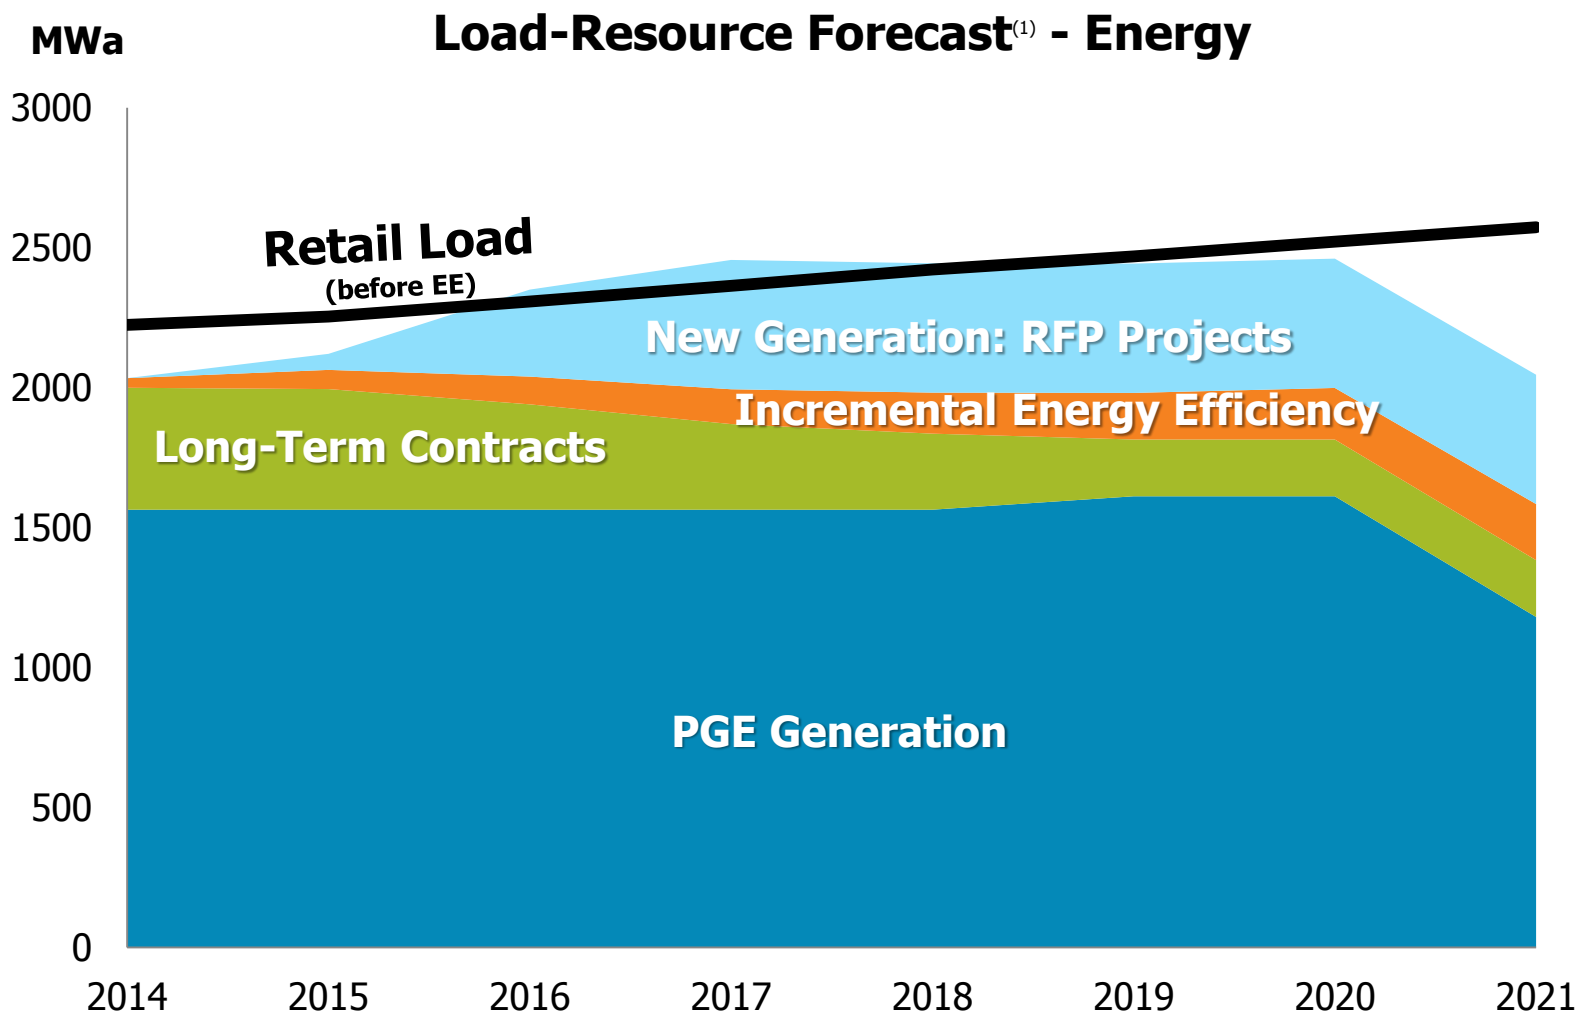 Load-Resource Forecast(1) - Energy
MWa
3000
2500
2000
1500
1000
500
0
Retail Load
(before EE)
New Generation: RFP Projects
Incremental Energy Efficiency
Long-Term Contracts
PGE Generation
2014 2015 2016 2017 2018 2019 2020 2021